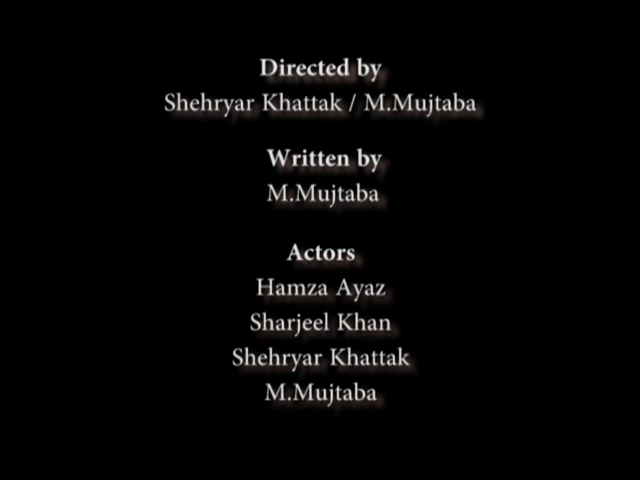 Directed by
Shehryar Khattak / M.Mujtaba
Written by
M.Mujtaba
Actors
Hamza Ayaz
Sharjeel Khan
Shehryar Khattak
M.Mujtaba